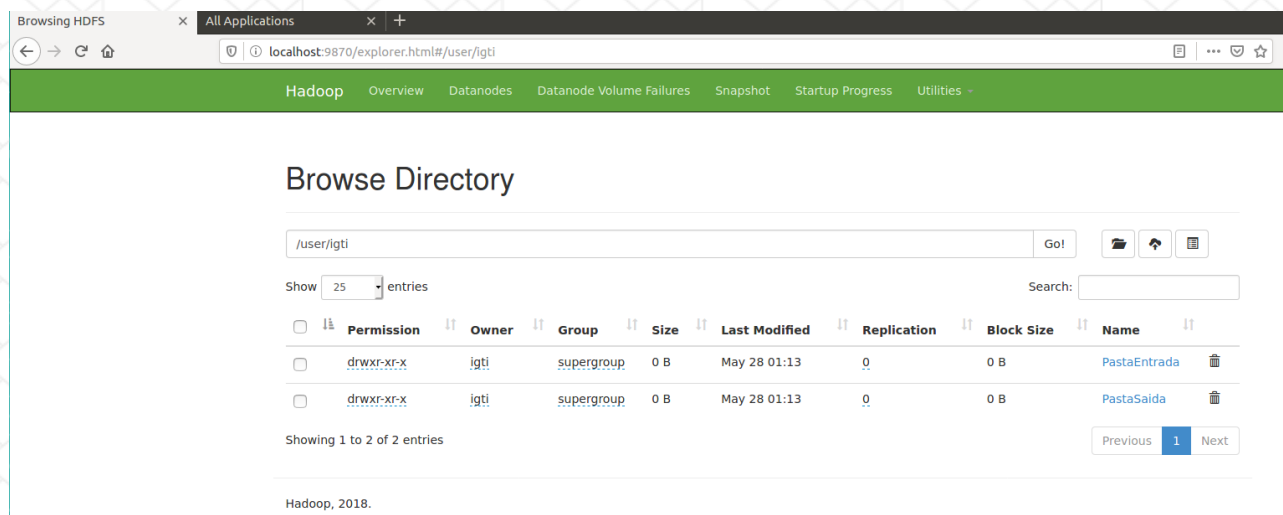 Browsing HDFS × All Applications × +
localhost:9870/explorer.html#/user/igti
Hadoop Overview Datanodes Datanode Volume Failures Snapshot Startup Progress Utilities
Browse Directory
/user/igti Go!
Show 25 entries Search:
Permission Owner Group Size Last Modified Replication Block Size Name
drwxr-xr-x igti supergroup 0 B May 28 01:13 0 0 B PastaEntrada
drwxr-xr-x igti supergroup 0 B May 28 01:13 0 0 B PastaSaida
Showing 1 to 2 of 2 entries Previous 1 Next
Hadoop, 2018.